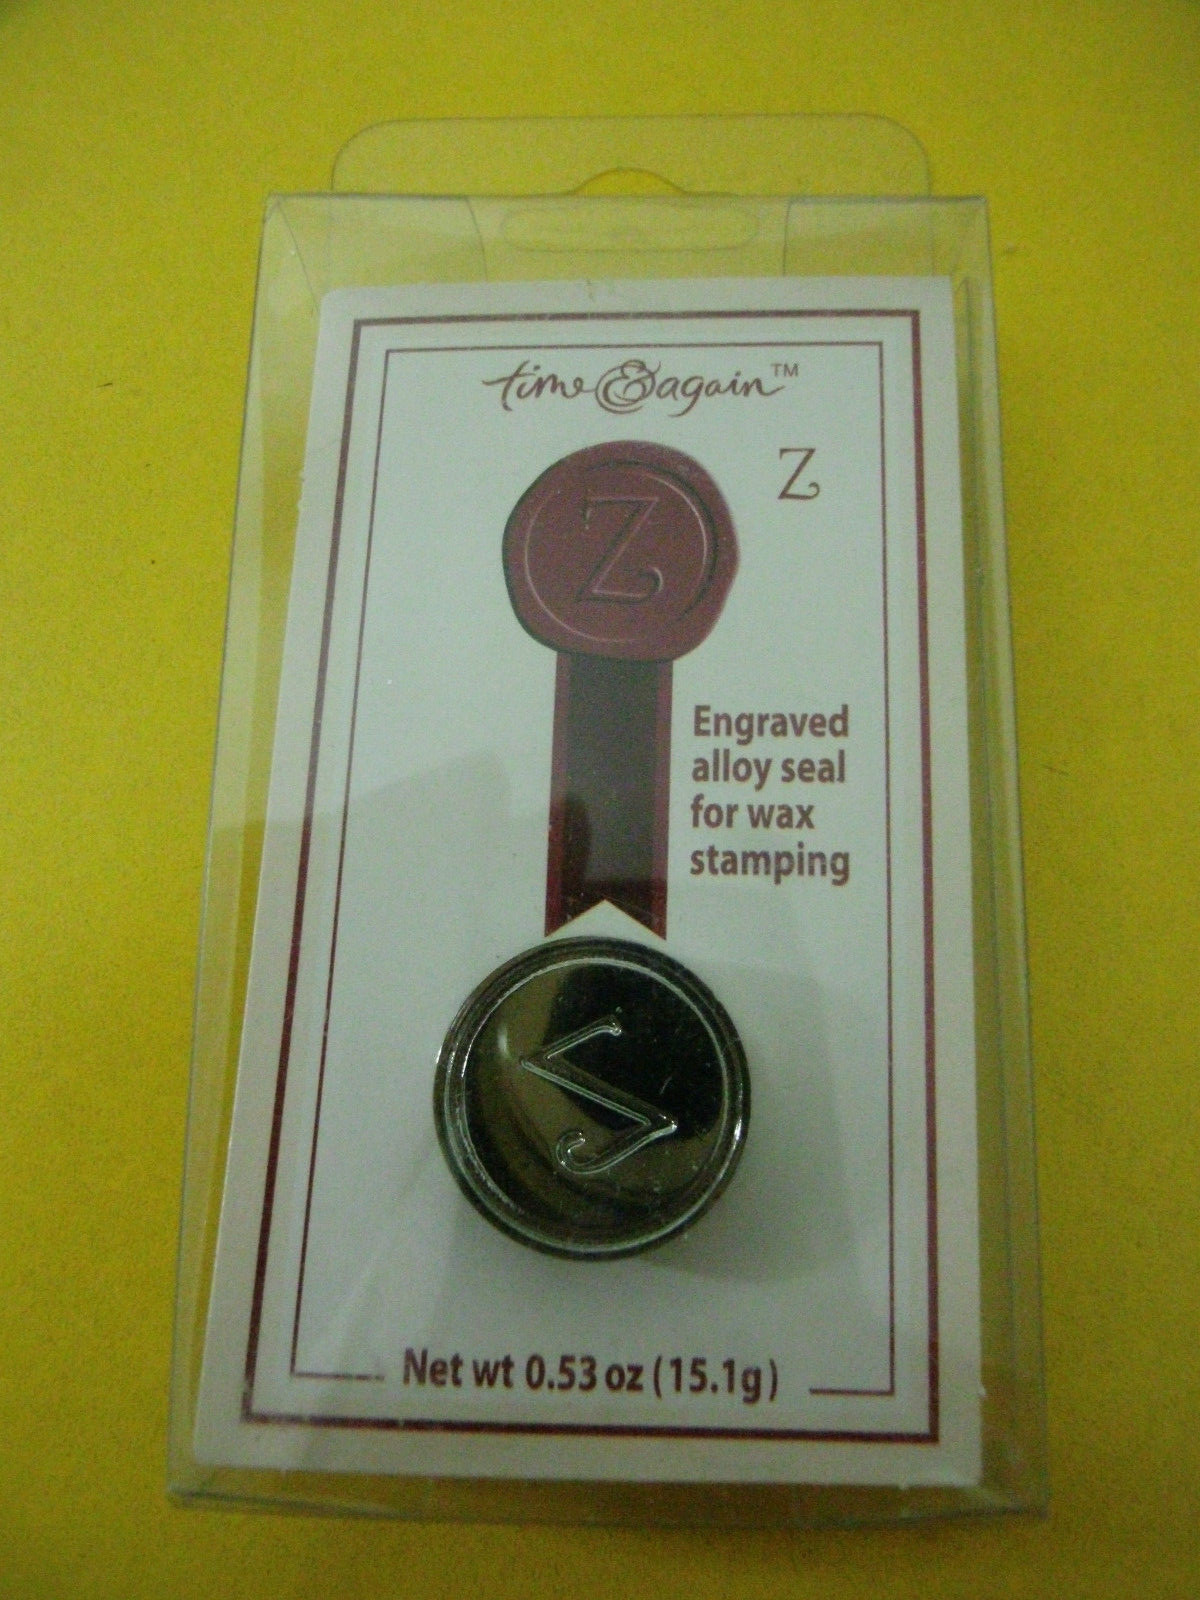 time & again™
Z
Z
Engraved
alloy seal
for wax
stamping
Z
Net wt 0.53 oz (15.1g)